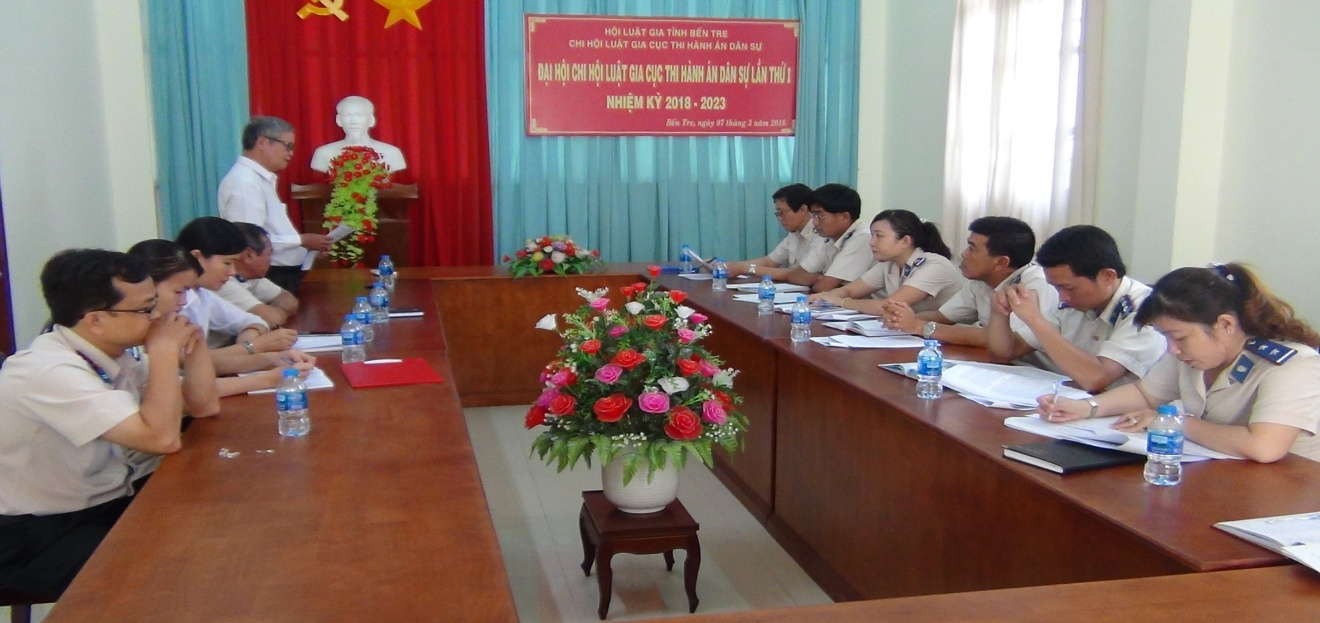 HỘI LUẬT GIA TỈNH BẾN TRE
CHI HỘI LUẬT GIA CỤC THI HÀNH ÁN DÂN SỰ
ĐẠI HỘI CHI HỘI LUẬT GIA CỤC THI HÀNH ÁN DÂN SỰ LẦN THỨ I
NHIỆM KỲ 2018 - 2023
Bến Tre, ngày 07 tháng 3 năm 2018